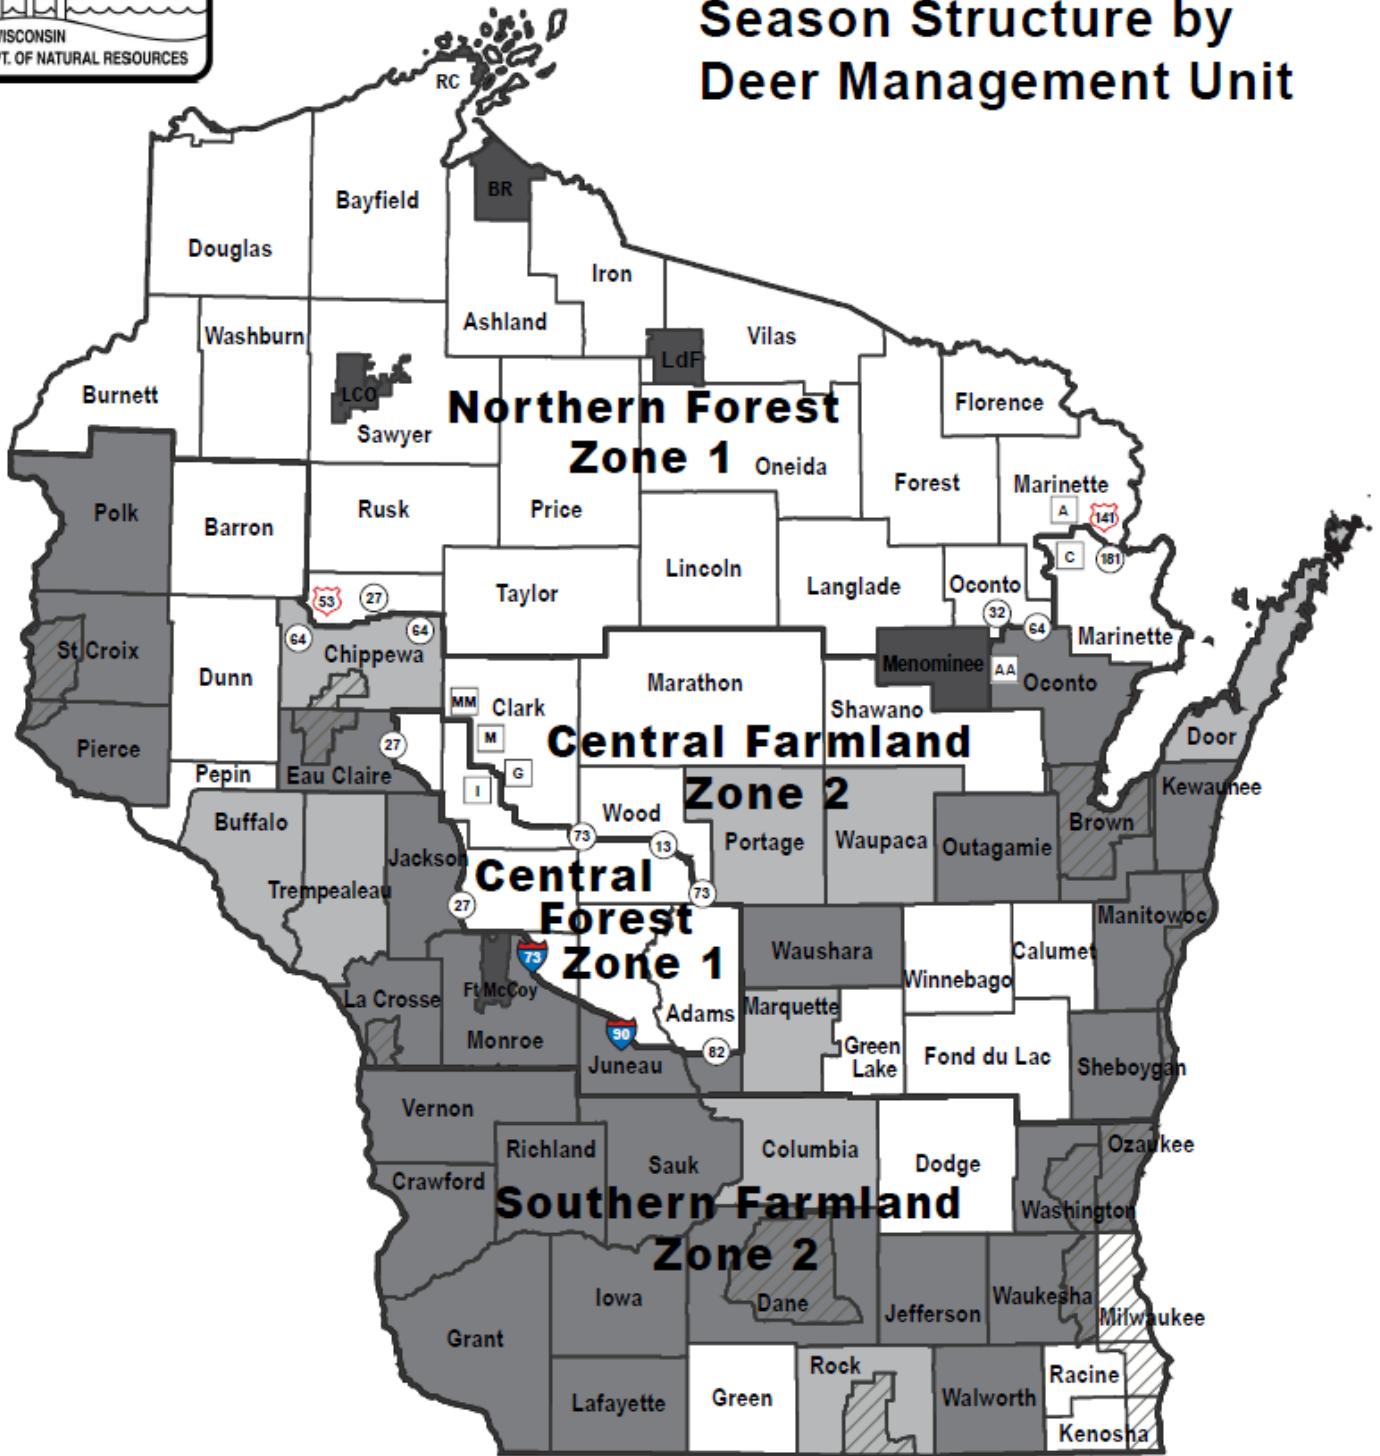 Season Structure by
Deer Management Unit
WISCONSIN
T. OF NATURAL RESOURCES
RC
BR
Bayfield
Douglas
Iron
Ashland
Washburn
Vilas
LdF
Burnett
LCO
Sawyer
Florence
Northern Forest
Zone 1
Oneida
Forest
Marinette
Polk
Barron
Rusk
Price
A
141
C
181
Lincoln
Taylor
Langlade
Oconto
53
27
32
64
64
64
Marinette
St Croix
Chippewa
Dunn
Menominee
AA
Oconto
Marathon
MM
Clark
Shawano
M
Central Farmland
Zone 2
Door
Pierce
27
Pepin
Eau Claire
G
I
Kewaunee
Buffalo
Wood
Portage
Waupaca
Outagamie
Brown
73
13
Jackson
Central
Forest
Zone 1
Trempealeau
73
27
Manitowoc
Waushara
Calumet
Winnebago
73
La Crosse
Ft McCoy
Adams
Marquette
Monroe
90
82
Green
Lake
Fond du Lac
Juneau
Sheboygan
Vernon
Richland
Sauk
Columbia
Dodge
Ozaukee
Crawford
Southern Farmland
Zone 2
Washington
Iowa
Dane
Jefferson
Waukesha
Milwaukee
Grant
Rock
Lafayette
Green
Walworth
Racine
Kenosha